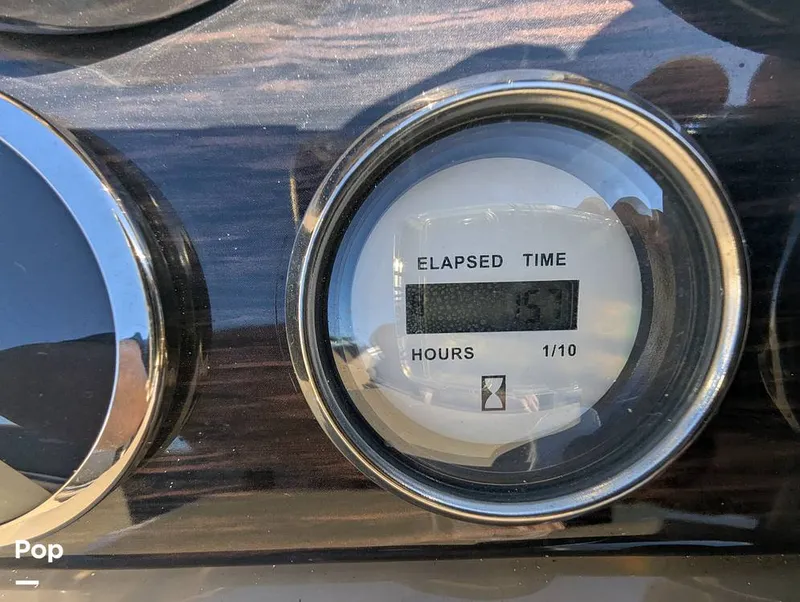 ELAPSED TIME
157
HOURS 1/10
Pop